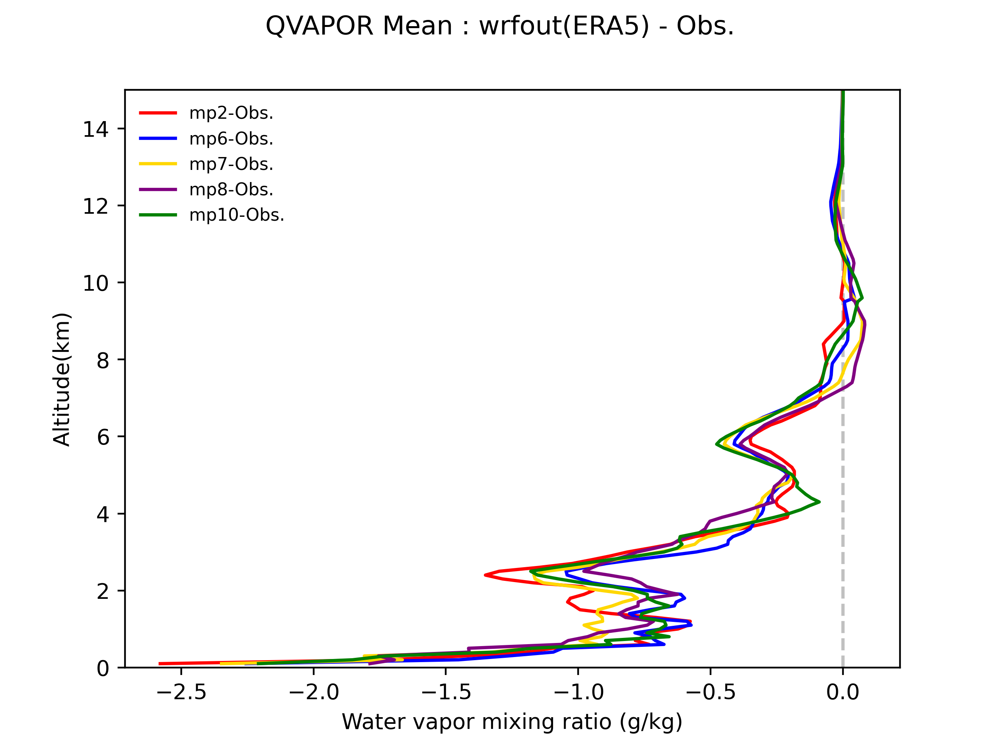 QVAPOR Mean : wrfout(ERA5) - Obs.
mp2-Obs.
mp6-Obs.
mp7-Obs.
mp8-Obs.
mp10-Obs.
Altitude(km)
14
12
10
8
6
4
2
0
−2.5 −2.0 −1.5 −1.0 −0.5 0.0
Water vapor mixing ratio (g/kg)